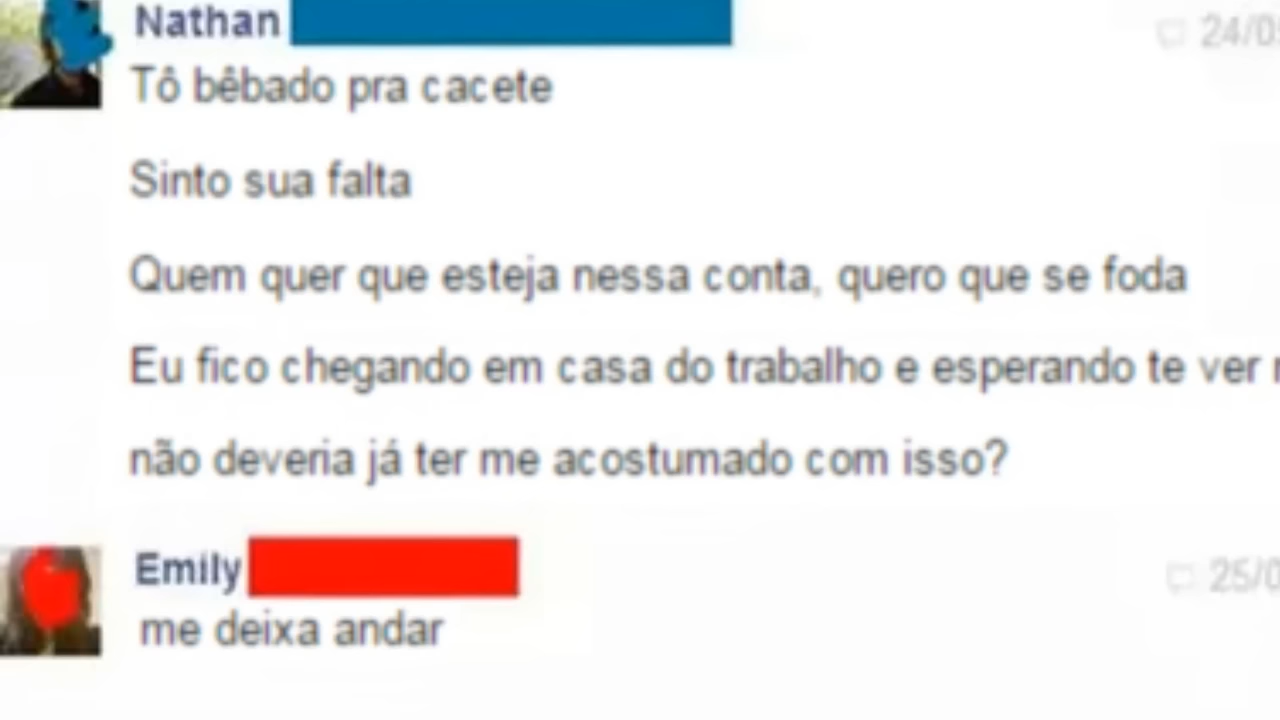 Nathan
24/0
Tô bêbado pra cacete
Sinto sua falta
Quem quer que esteja nessa conta, quero que se foda
Eu fico chegando em casa do trabalho e esperando te ver
não deveria já ter me acostumado com isso?
Emily
25/0
me deixa andar